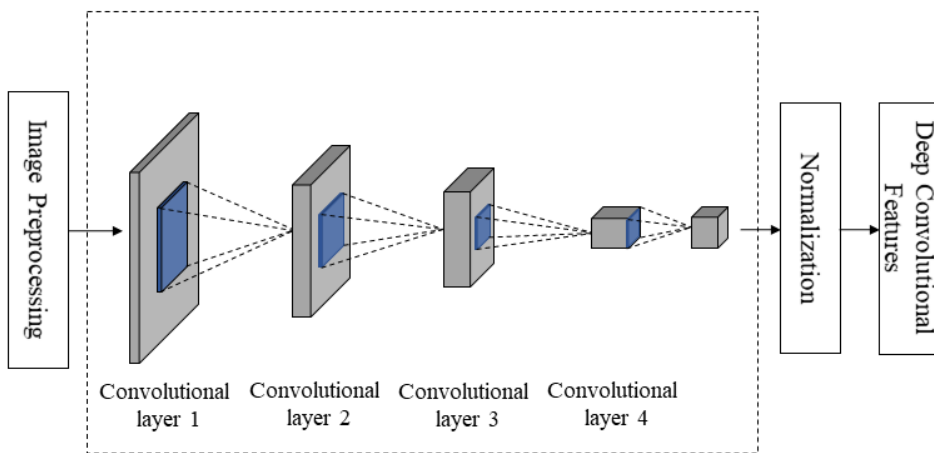 Image Preprocessing
Convolutional
layer 1
Convolutional
layer 2
Convolutional
layer 3
Convolutional
layer 4
Normalization
Deep Convolutional
Features